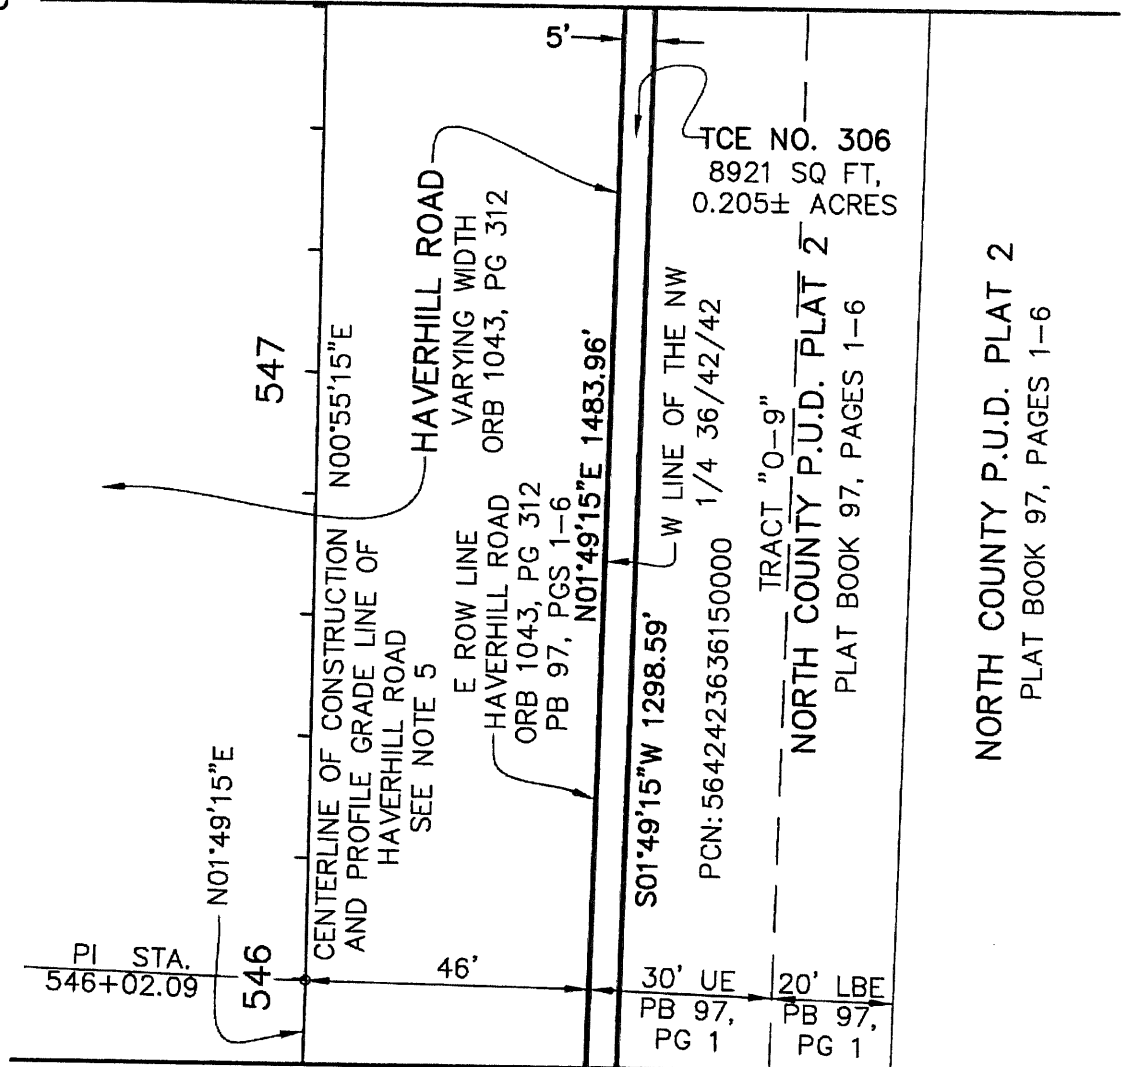 5'
TCE NO. 306
8921 SQ FT,
0.205± ACRES
HAVERHILL ROAD
VARYING WIDTH
ORB 1043, PG 312
547
N00°55'15"E
CENTERLINE OF CONSTRUCTION
AND PROFILE GRADE LINE OF
HAVERHILL ROAD
SEE NOTE 5
E ROW LINE
HAVERHILL ROAD
ORB 1043, PG 312
PB 97, PGS 1-6
N01°49'15"E 1483.96'
W LINE OF THE NW
1/4 36/42/42
S01°49'15"W 1298.59'
PCN: 5642423636150000
TRACT "O-9"
NORTH COUNTY P.U.D. PLAT 2
PLAT BOOK 97, PAGES 1-6
NORTH COUNTY P.U.D. PLAT 2
PLAT BOOK 97, PAGES 1-6
N01°49'15"E
PI STA.
546+02.09
546
46'
30' UE
PB 97,
PG 1
20' LBE
PB 97,
PG 1